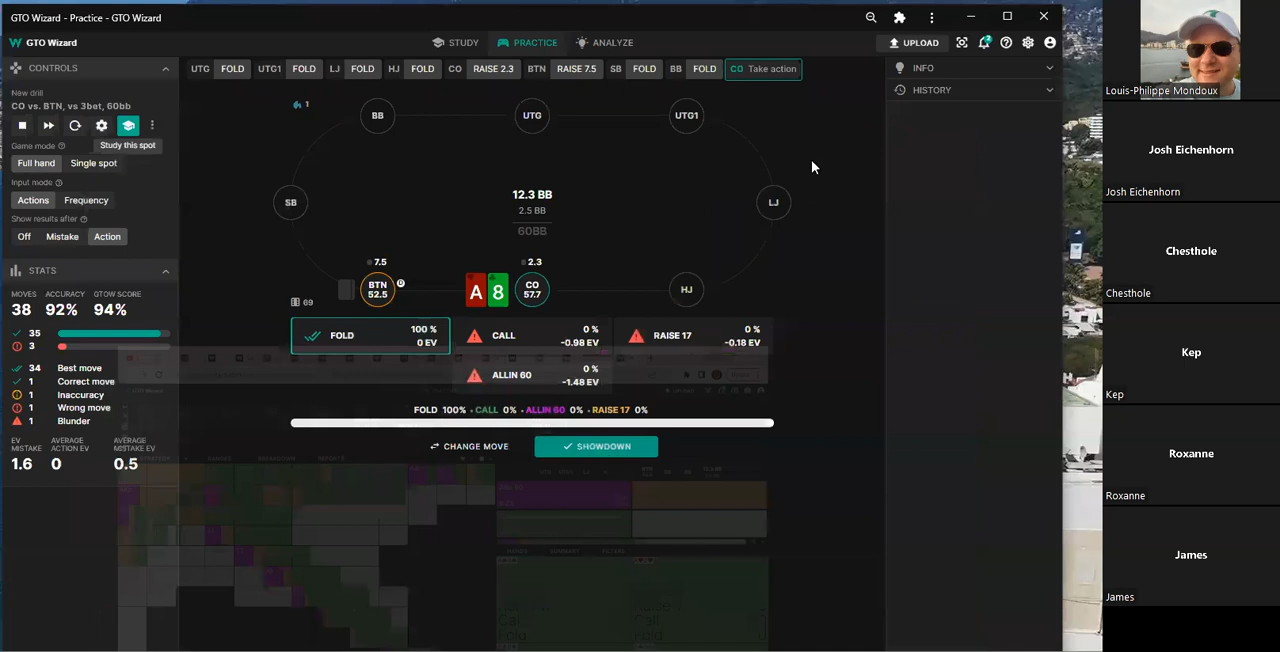 GTO Wizard - Practice - GTO Wizard
GTO Wizard
STUDY
PRACTICE
ANALYZE
UPLOAD
2
CONTROLS
UTG FOLD UTG1 FOLD LJ FOLD HJ FOLD CO RAISE 2.3 BTN RAISE 7.5 SB FOLD BB FOLD CO Take action
INFO
HISTORY
New drill
CO vs. BTN, vs 3bet, 60bb
Study this spot
Game mode
Full hand
Single spot
Input mode
Actions
Frequency
Show results after
Off
Mistake
Action
STATS
MOVES ACCURACY GTOW SCORE
38 92% 94%
35
3
34 Best move
1 Correct move
1 Inaccuracy
1 Wrong move
1 Blunder
EV MISTAKE
AVERAGE ACTION EV
AVERAGE MISTAKE EV
1.6 0 0.5
1
BB
UTG
UTG1
SB
12.3 BB
2.5 BB
60BB
LJ
7.5
2.3
BTN
52.5
D
A
8
CO
57.7
HJ
69
FOLD 100 %
0 EV
CALL 0 %
-0.98 EV
RAISE 17 0 %
-0.18 EV
ALLIN 60 0 %
-1.48 EV
FOLD 100% • CALL 0% • ALLIN 60 0% • RAISE 17 0%
CHANGE MOVE
SHOWDOWN
Call
Fold
Call
Fold
Louis-Philippe Mondoux
Josh Eichenhorn
Josh Eichenhorn
Chesthole
Chesthole
Kep
Kep
Roxanne
Roxanne
James
James